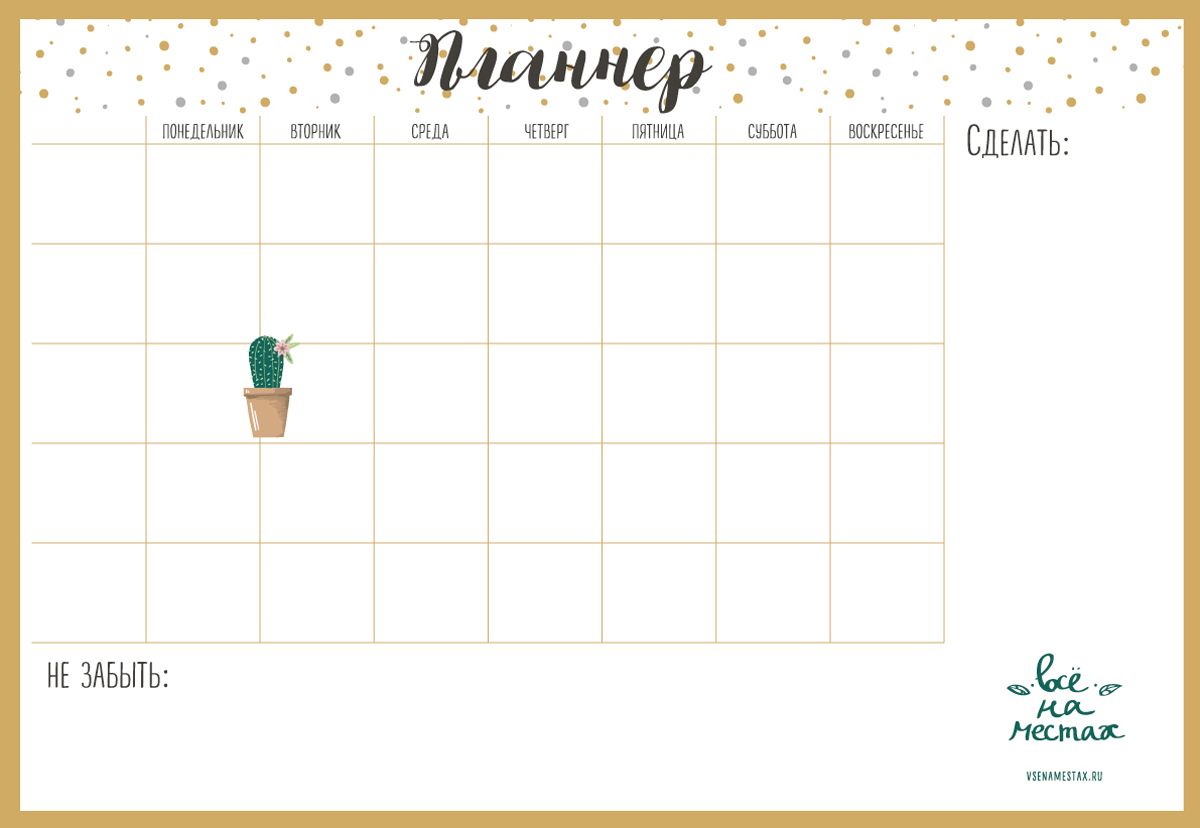 Планнер
ПОНЕДЕЛЬНИК ВТОРНИК СРЕДА ЧЕТВЕРГ ПЯТНИЦА СУББОТА ВОСКРЕСЕНЬЕ
СДЕЛАТЬ:
НЕ ЗАБЫТЬ:
всё
на
местах
VSENAMESTAX.RU